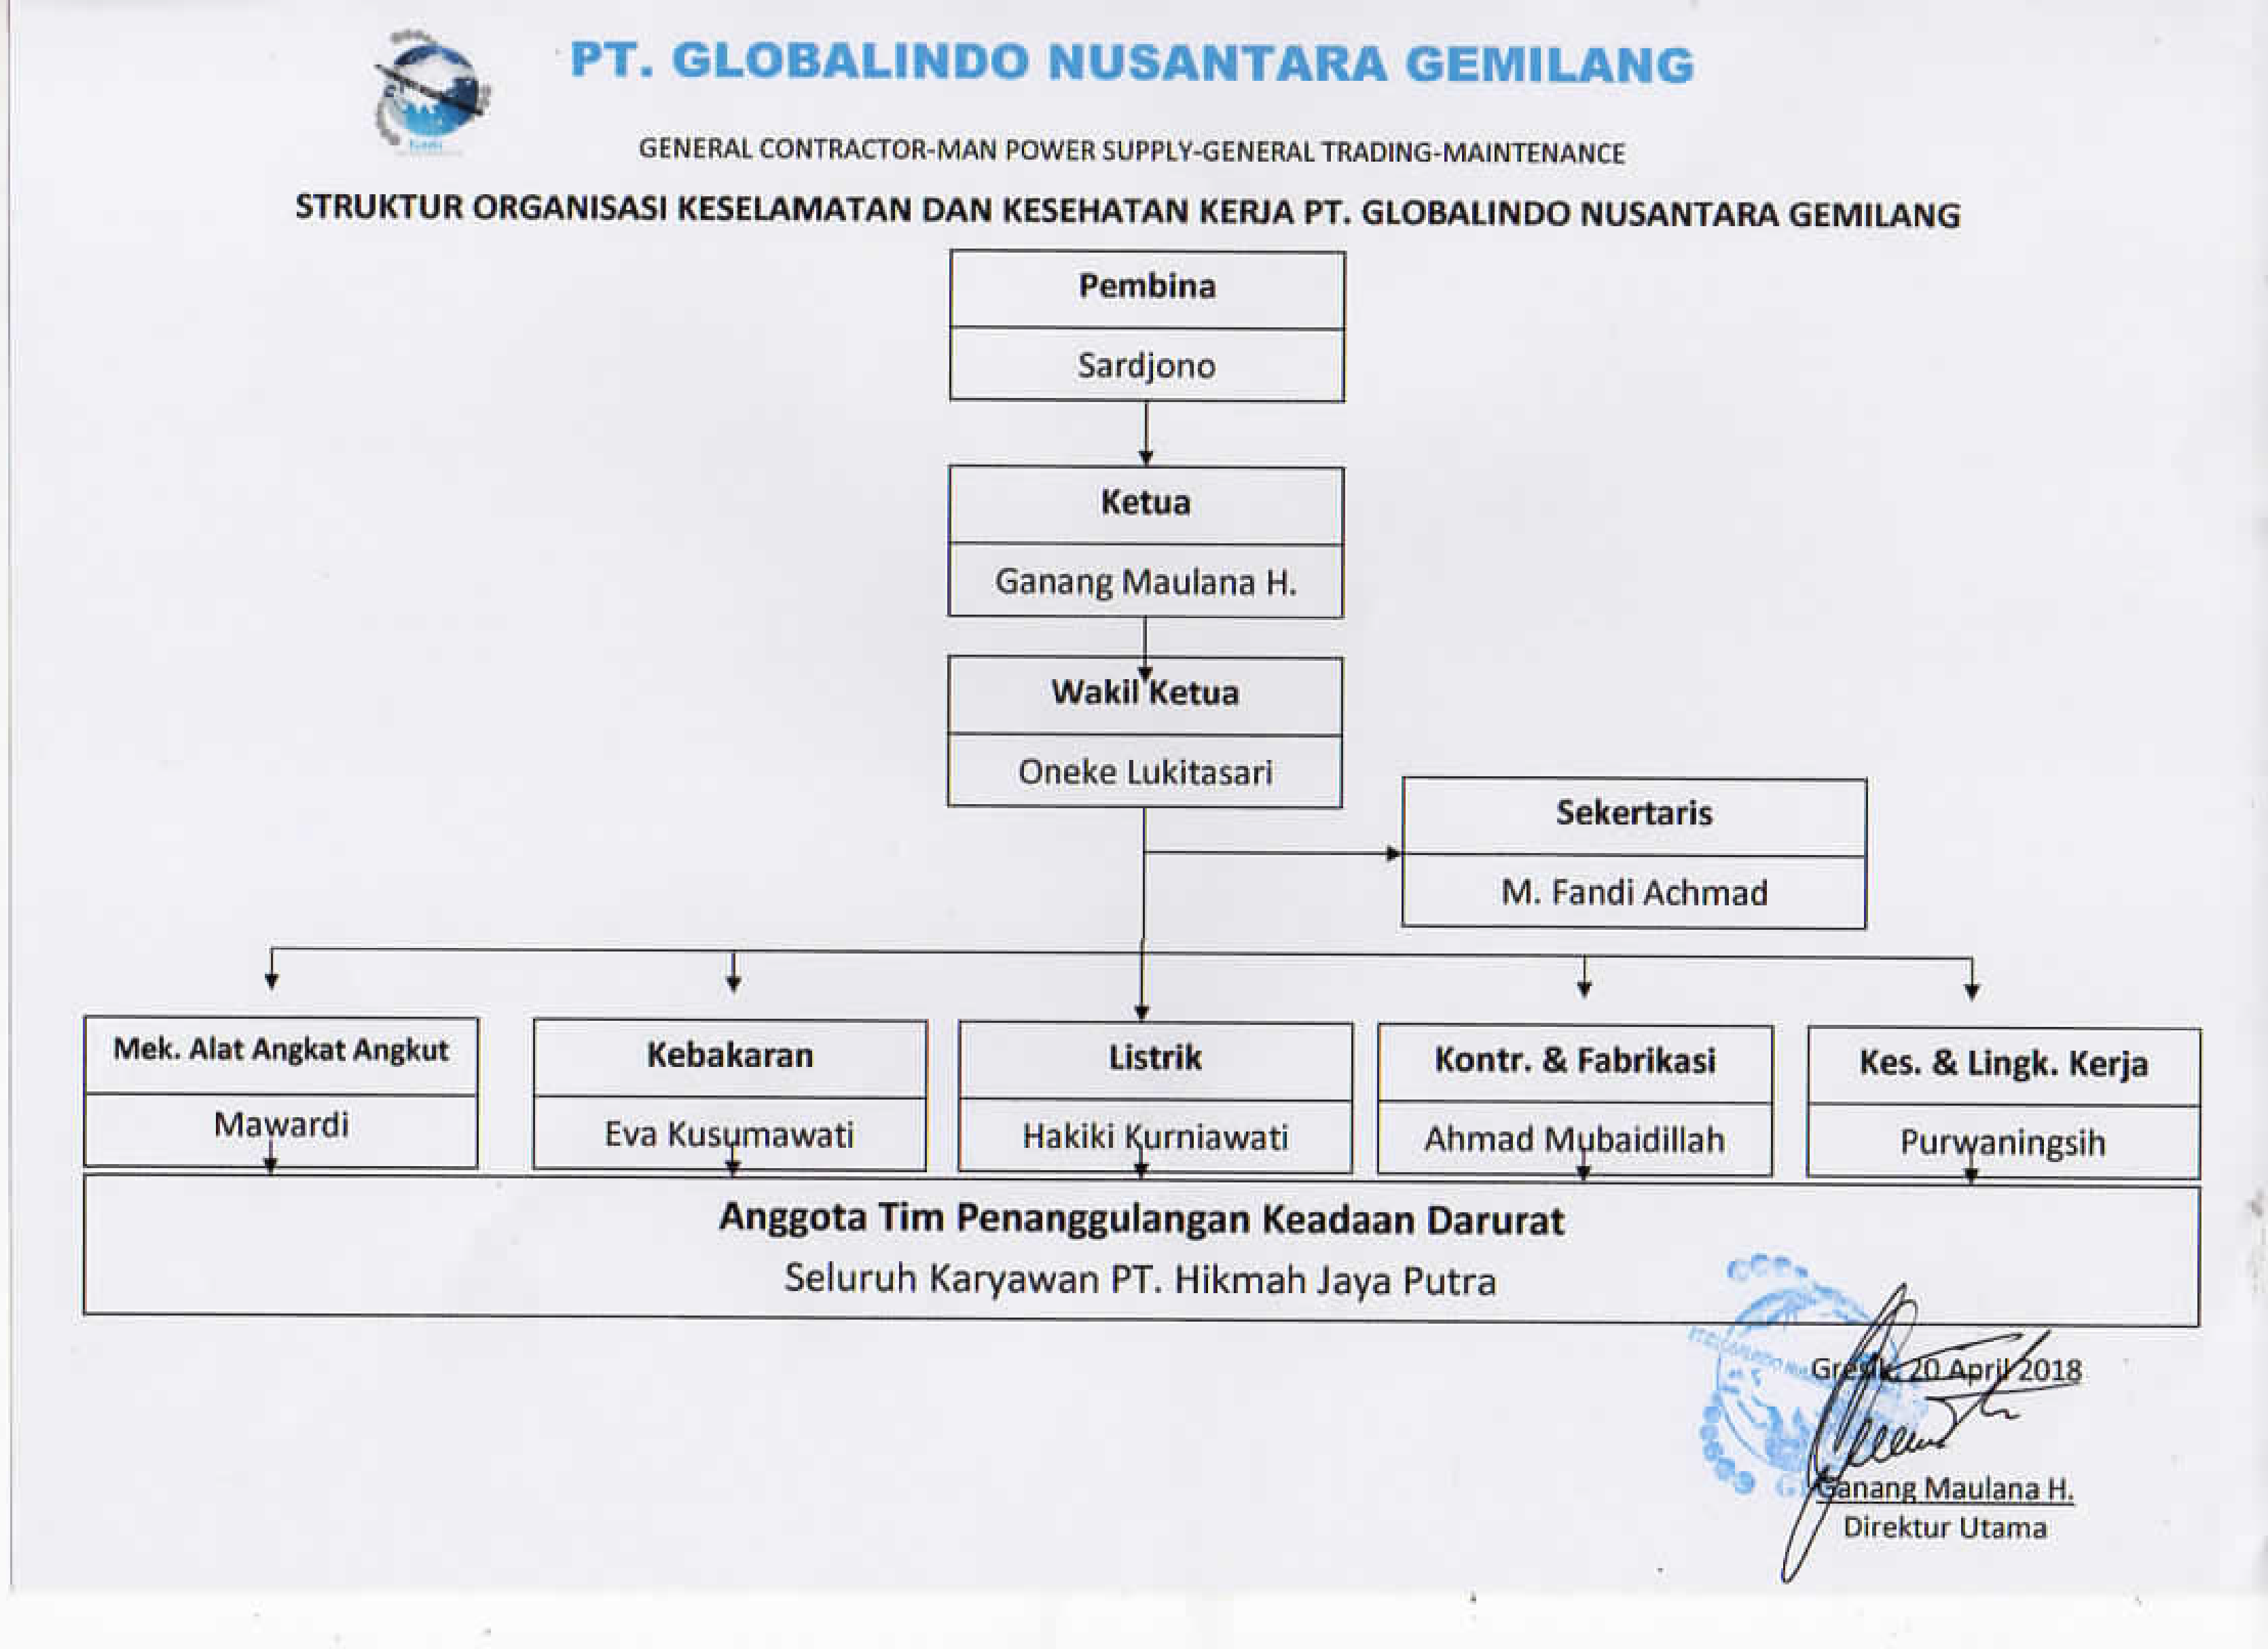 PT. GLOBALINDO NUSANTARA GEMILANG
GENERAL CONTRACTOR-MAN POWER SUPPLY-GENERAL TRADING-MAINTENANCE
STRUKTUR ORGANISASI KESELAMATAN DAN KESEHATAN KERJA PT. GLOBALINDO NUSANTARA GEMILANG
Pembina
Sardjono
Ketua
Ganang Maulana H.
Wakil Ketua
Oneke Lukitasari
Sekertaris
M. Fandi Achmad
Mek. Alat Angkat Angkut
Mawardi
Kebakaran
Eva Kusumawati
Listrik
Hakiki Kurniawati
Kontr. & Fabrikasi
Ahmad Mubaidillah
Kes. & Lingk. Kerja
Purwaningsih
Anggota Tim Penanggulangan Keadaan Darurat
Seluruh Karyawan PT. Hikmah Jaya Putra
Gresik, 20 April 2018
Ganang Maulana H.
Direktur Utama